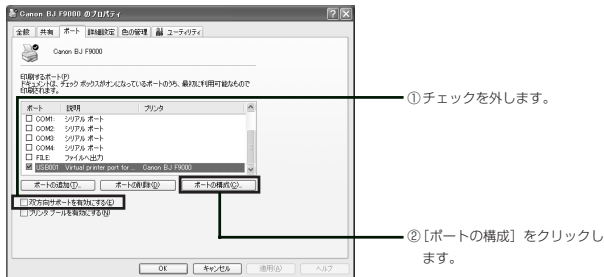 Canon BJ F9000 のプロパティ
全般 共有 ポート 詳細設定 色の管理 ユーティリティ
Canon BJ F9000
印刷するポート(P)
ドキュメントは、チェック ボックスがオンになっているポートのうち、最初に利用可能なもので
印刷されます。
ポート 説明 プリンタ
COM1: シリアル ポート
COM2: シリアル ポート
COM3: シリアル ポート
COM4: シリアル ポート
FILE: ファイルへ出力
USB001 Virtual printer port for ... Canon BJ F9000
ポートの追加(T)... ポートの削除(D) ポートの構成(C)...
双方向サポートを有効にする(E)
プリンタ プールを有効にする(N)
OK キャンセル 適用(A) ヘルプ
①チェックを外します。
②[ポートの構成] をクリックし
ます。